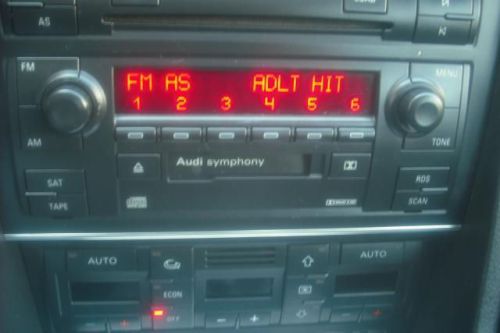 AS
FM
MENU
FM AS ADLT HIT
1 2 3 4 5 6
AM
TONE
Audi symphony
SAT
TAPE
RDS
SCAN
AUTO
AUTO
ECON
OFF